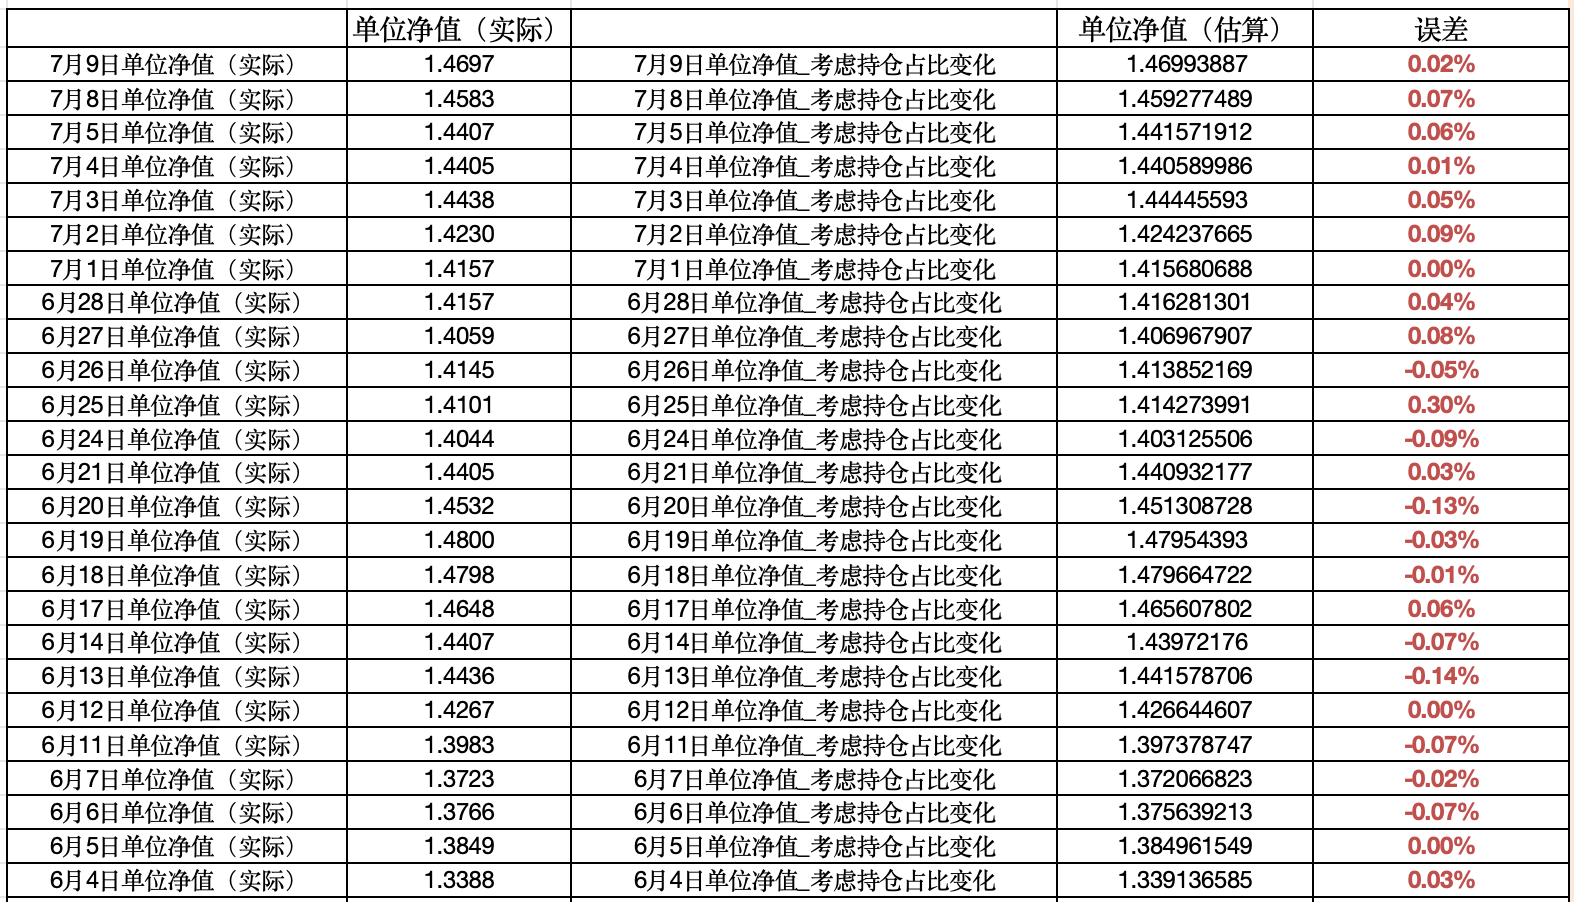 单位净值（实际） 单位净值（估算） 误差
7月9日单位净值（实际） 1.4697 7月9日单位净值_考虑持仓占比变化 1.46993887 0.02%
7月8日单位净值（实际） 1.4583 7月8日单位净值_考虑持仓占比变化 1.459277489 0.07%
7月5日单位净值（实际） 1.4407 7月5日单位净值_考虑持仓占比变化 1.441571912 0.06%
7月4日单位净值（实际） 1.4405 7月4日单位净值_考虑持仓占比变化 1.440589986 0.01%
7月3日单位净值（实际） 1.4438 7月3日单位净值_考虑持仓占比变化 1.44445593 0.05%
7月2日单位净值（实际） 1.4230 7月2日单位净值_考虑持仓占比变化 1.424237665 0.09%
7月1日单位净值（实际） 1.4157 7月1日单位净值_考虑持仓占比变化 1.415680688 0.00%
6月28日单位净值（实际） 1.4157 6月28日单位净值_考虑持仓占比变化 1.416281301 0.04%
6月27日单位净值（实际） 1.4059 6月27日单位净值_考虑持仓占比变化 1.406967907 0.08%
6月26日单位净值（实际） 1.4145 6月26日单位净值_考虑持仓占比变化 1.413852169 -0.05%
6月25日单位净值（实际） 1.4101 6月25日单位净值_考虑持仓占比变化 1.414273991 0.30%
6月24日单位净值（实际） 1.4044 6月24日单位净值_考虑持仓占比变化 1.403125506 -0.09%
6月21日单位净值（实际） 1.4405 6月21日单位净值_考虑持仓占比变化 1.440932177 0.03%
6月20日单位净值（实际） 1.4532 6月20日单位净值_考虑持仓占比变化 1.451308728 -0.13%
6月19日单位净值（实际） 1.4800 6月19日单位净值_考虑持仓占比变化 1.47954393 -0.03%
6月18日单位净值（实际） 1.4798 6月18日单位净值_考虑持仓占比变化 1.479664722 -0.01%
6月17日单位净值（实际） 1.4648 6月17日单位净值_考虑持仓占比变化 1.465607802 0.06%
6月14日单位净值（实际） 1.4407 6月14日单位净值_考虑持仓占比变化 1.43972176 -0.07%
6月13日单位净值（实际） 1.4436 6月13日单位净值_考虑持仓占比变化 1.441578706 -0.14%
6月12日单位净值（实际） 1.4267 6月12日单位净值_考虑持仓占比变化 1.426644607 0.00%
6月11日单位净值（实际） 1.3983 6月11日单位净值_考虑持仓占比变化 1.397378747 -0.07%
6月7日单位净值（实际） 1.3723 6月7日单位净值_考虑持仓占比变化 1.372066823 -0.02%
6月6日单位净值（实际） 1.3766 6月6日单位净值_考虑持仓占比变化 1.375639213 -0.07%
6月5日单位净值（实际） 1.3849 6月5日单位净值_考虑持仓占比变化 1.384961549 0.00%
6月4日单位净值（实际） 1.3388 6月4日单位净值_考虑持仓占比变化 1.339136585 0.03%